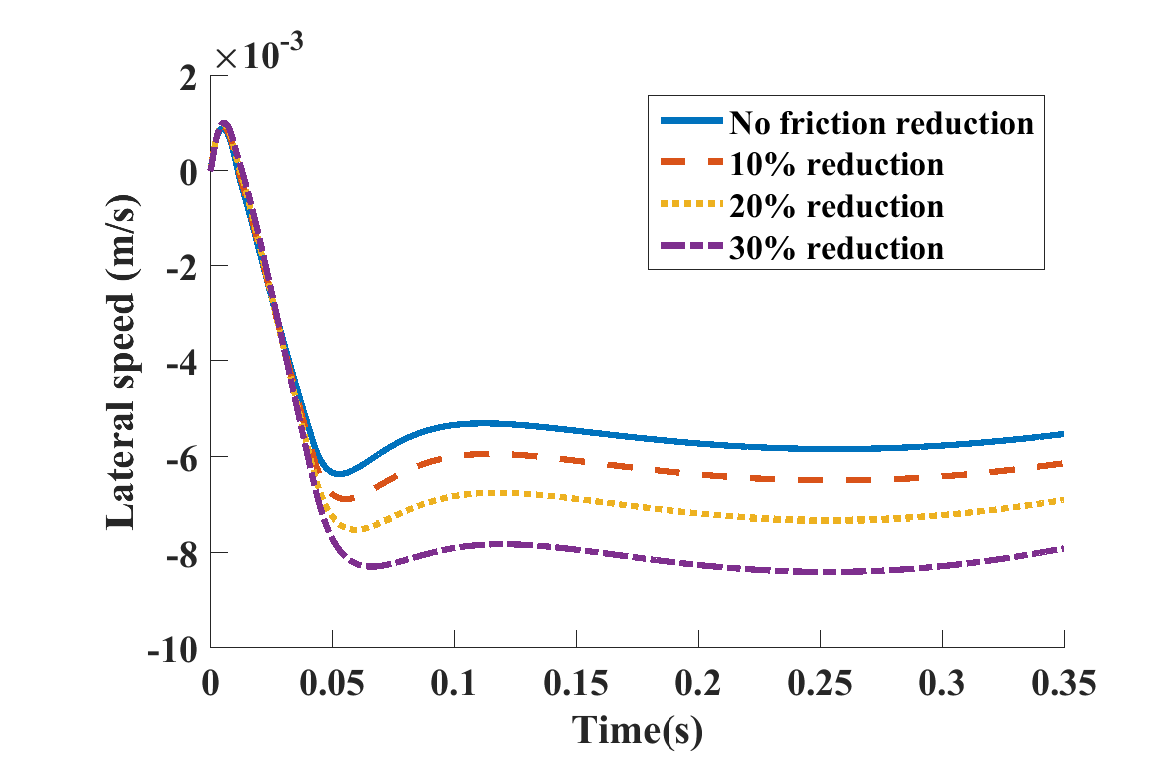 ×10-3
2
0
-2
-4
-6
-8
-10
Lateral speed (m/s)
No friction reduction
10% reduction
20% reduction
30% reduction
0 0.05 0.1 0.15 0.2 0.25 0.3 0.35
Time(s)